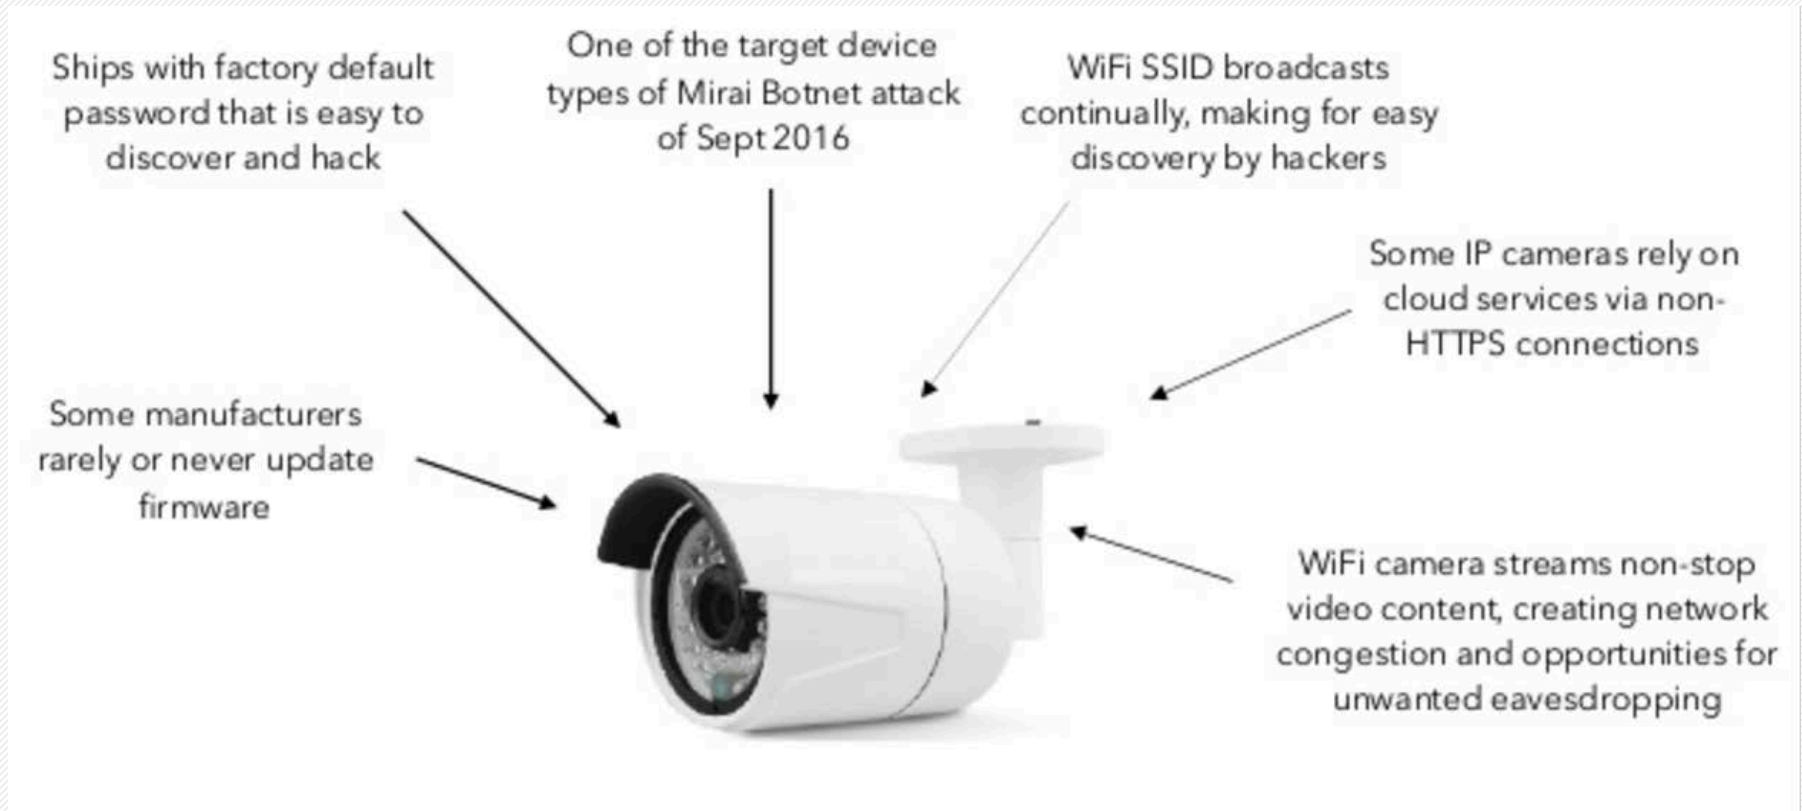 Ships with factory default
password that is easy to
discover and hack
One of the target device
types of Mirai Botnet attack
of Sept 2016
WiFi SSID broadcasts
continually, making for easy
discovery by hackers
Some IP cameras rely on
cloud services via non-
HTTPS connections
Some manufacturers
rarely or never update
firmware
WiFi camera streams non-stop
video content, creating network
congestion and opportunities for
unwanted eavesdropping